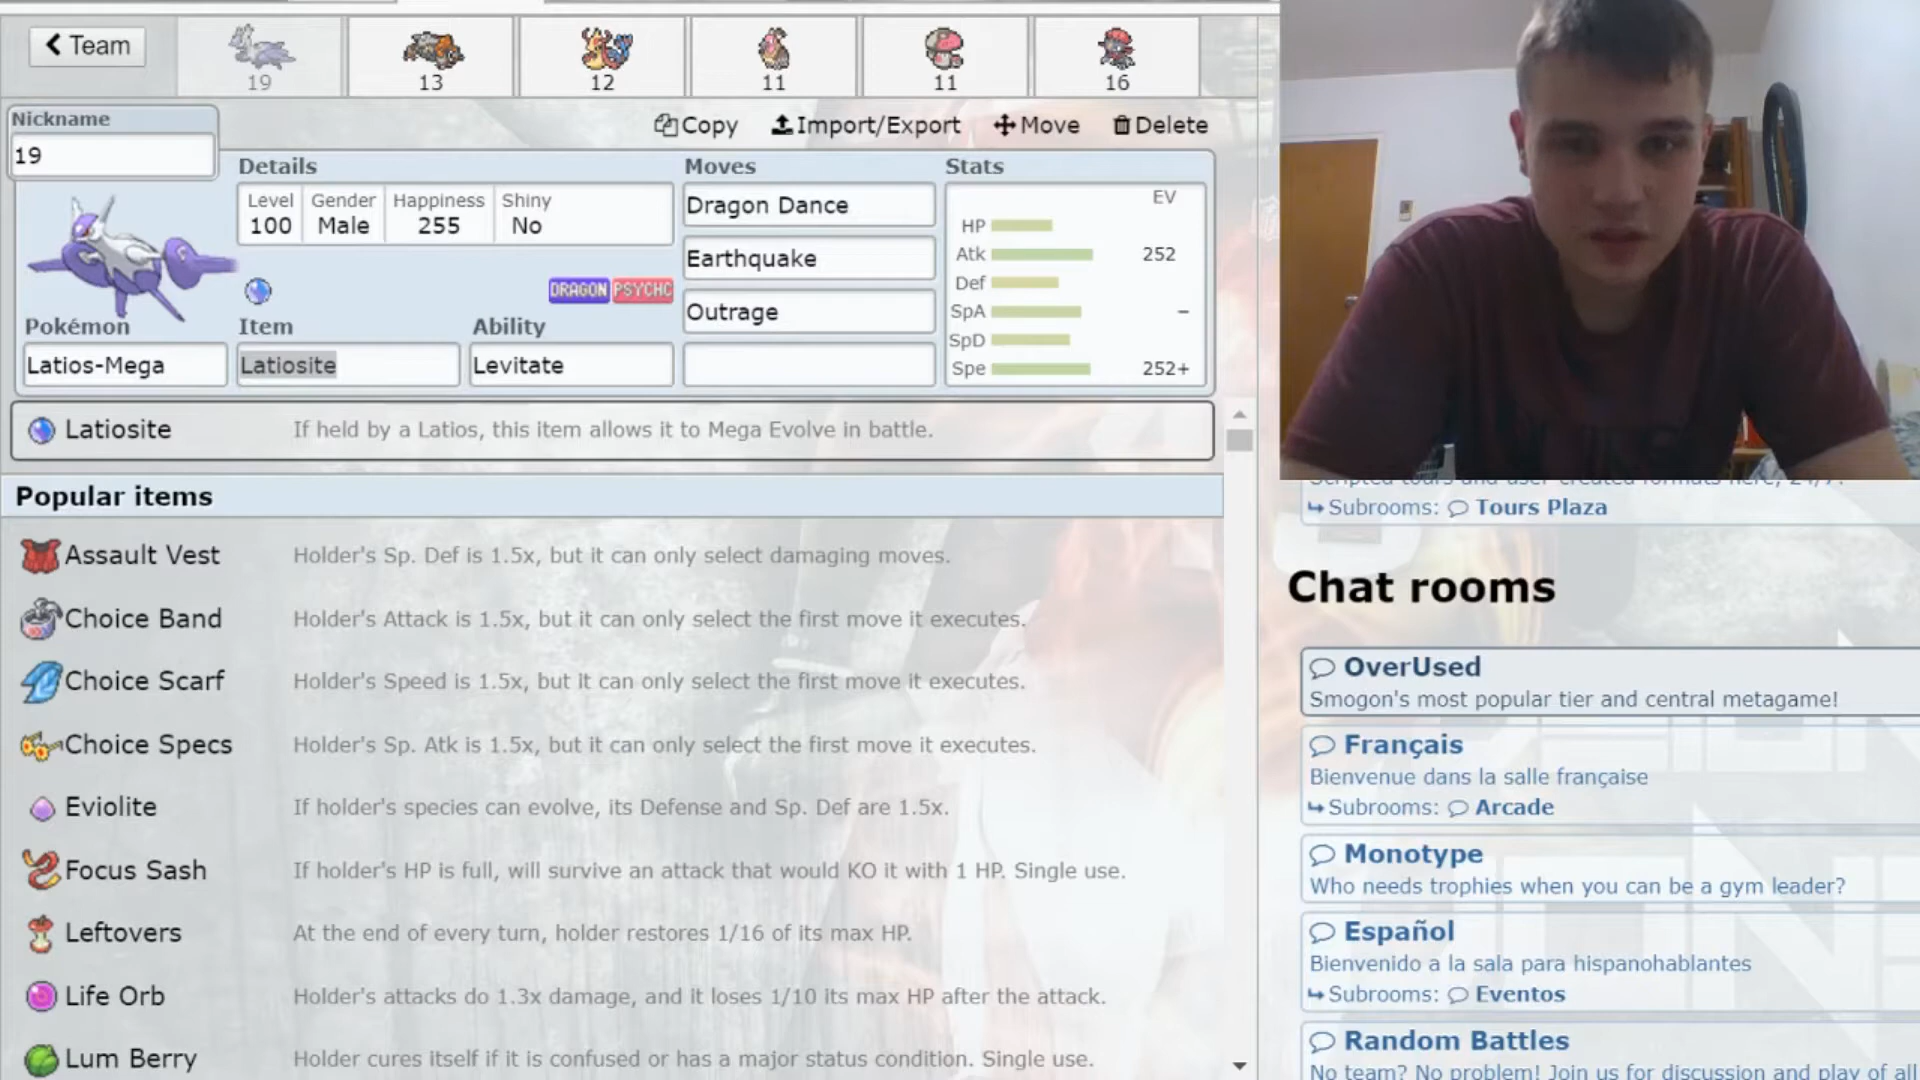 Team
19
13
12
11
11
16
Nickname
19
Copy Import/Export Move Delete
Details
Level Gender Happiness Shiny
100 Male 255 No
DRAGON PSYCHC
Pokémon Item Ability
Latios-Mega Latiosite Levitate
Moves
Dragon Dance
Earthquake
Outrage
Stats
EV
HP
Atk 252
Def
SpA –
SpD
Spe 252+
Latiosite If held by a Latios, this item allows it to Mega Evolve in battle.
Popular items
Assault Vest Holder's Sp. Def is 1.5x, but it can only select damaging moves.
Choice Band Holder's Attack is 1.5x, but it can only select the first move it executes.
Choice Scarf Holder's Speed is 1.5x, but it can only select the first move it executes.
Choice Specs Holder's Sp. Atk is 1.5x, but it can only select the first move it executes.
Eviolite If holder's species can evolve, its Defense and Sp. Def are 1.5x.
Focus Sash If holder's HP is full, will survive an attack that would KO it with 1 HP. Single use.
Leftovers At the end of every turn, holder restores 1/16 of its max HP.
Life Orb Holder's attacks do 1.3x damage, and it loses 1/10 its max HP after the attack.
Lum Berry Holder cures itself if it is confused or has a major status condition. Single use.
Scripted tours and user created formats here, 24/7!
Subrooms: Tours Plaza
Chat rooms
OverUsed
Smogon's most popular tier and central metagame!
Français
Bienvenue dans la salle française
Subrooms: Arcade
Monotype
Who needs trophies when you can be a gym leader?
Español
Bienvenido a la sala para hispanohablantes
Subrooms: Eventos
Random Battles
No team? No problem! Join us for discussion and play of all